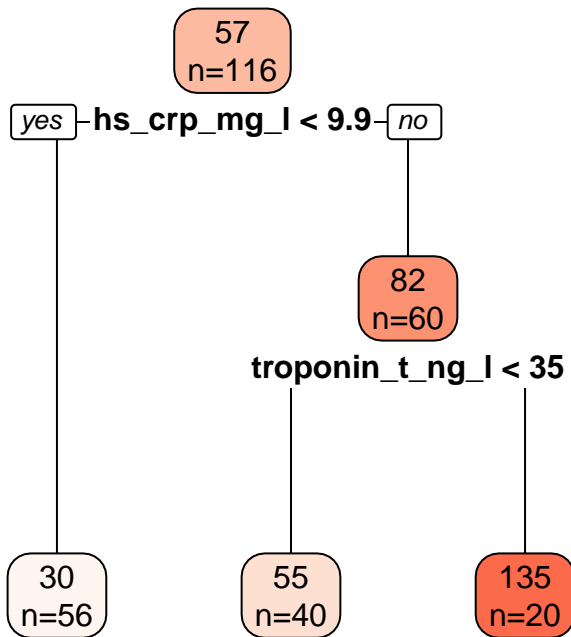 57
n=116
yes hs_crp_mg_l < 9.9 no
82
n=60
troponin_t_ng_l < 35
30
n=56
55
n=40
135
n=20